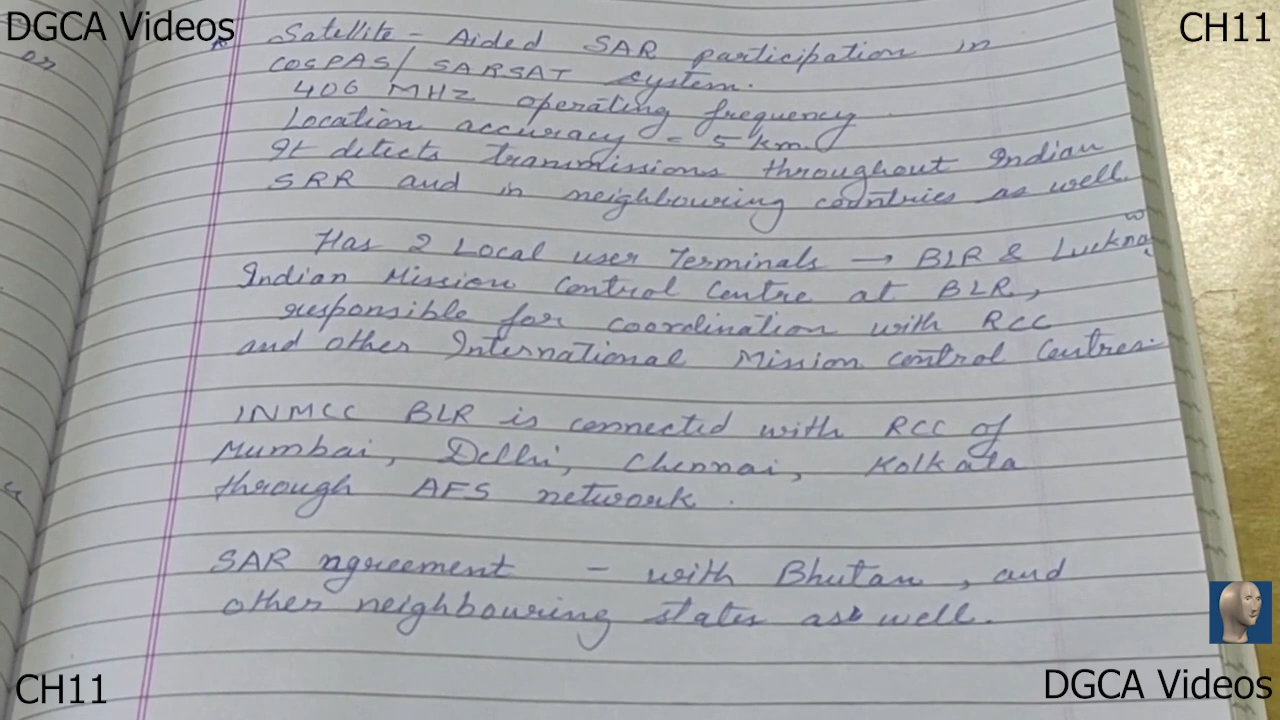 DGCA Videos
CH11
Satellite - Aided SAR participation in
COSPAS/SARSAT system.
406 MHZ operating frequency
Location accuracy = 5 km.
It detects transmissions throughout Indian
SRR and in neighbouring countries as well.
Has 2 Local user Terminals → BLR & Lucknow
Indian Mission Control Centre at BLR,
responsible for coordination with RCC
and other International Mission control Centres.
INMCC BLR is connected with RCC of
Mumbai, Delhi, Chennai, Kolkata
through AFS network.
SAR agreement - with Bhutan, and
other neighbouring states as well.
CH11
DGCA Videos